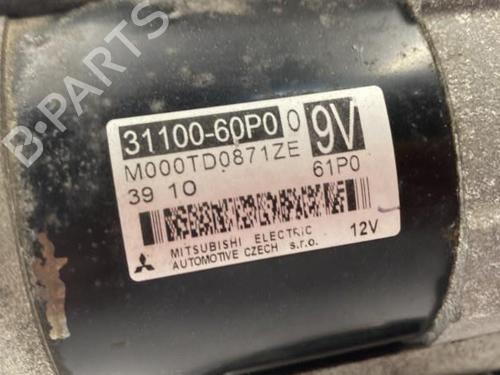 B-PARTS
31100-60P0 0
9V
M000TD0871ZE
61P0
39 10
MITSUBISHI ELECTRIC
AUTOMOTIVE CZECH s.r.o.
12V